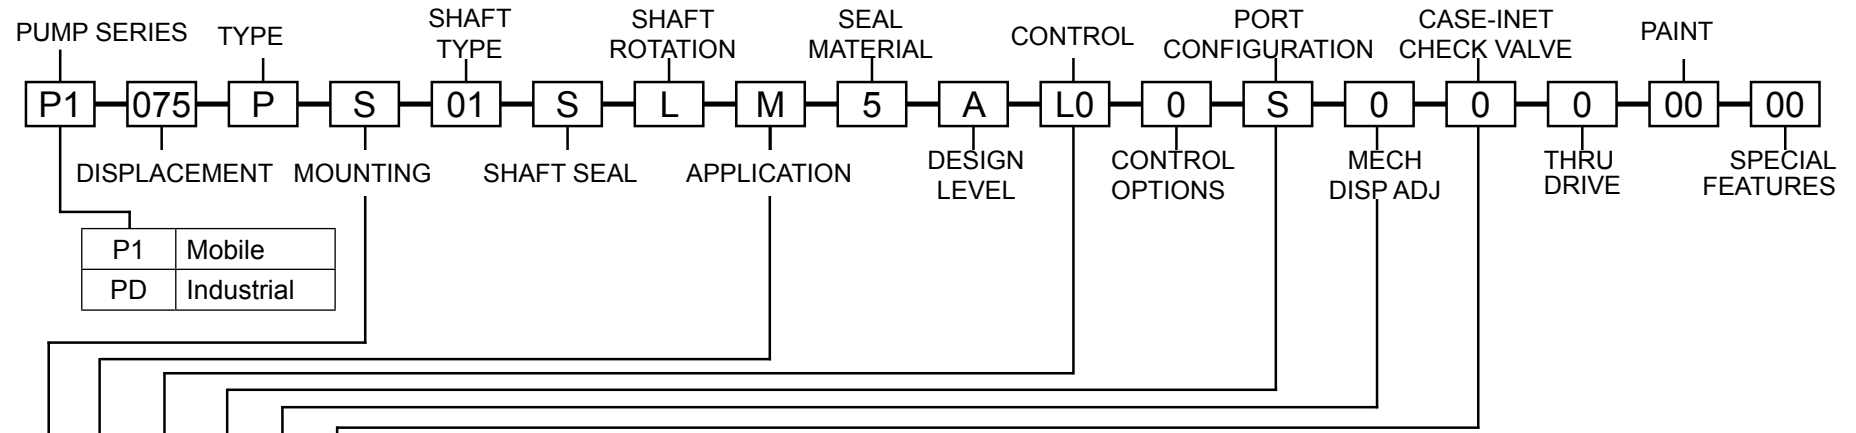 PUMP SERIES
TYPE
SHAFT
TYPE
SHAFT
ROTATION
SEAL
MATERIAL
CONTROL
PORT
CONFIGURATION
CASE-INET
CHECK VALVE
PAINT
P1 075 P S 01 S L M 5 A L0 0 S 0 0 0 00 00
DISPLACEMENT
MOUNTING
SHAFT SEAL
APPLICATION
DESIGN
LEVEL
CONTROL
OPTIONS
MECH
DISP ADJ
THRU
DRIVE
SPECIAL
FEATURES
P1 Mobile
PD Industrial